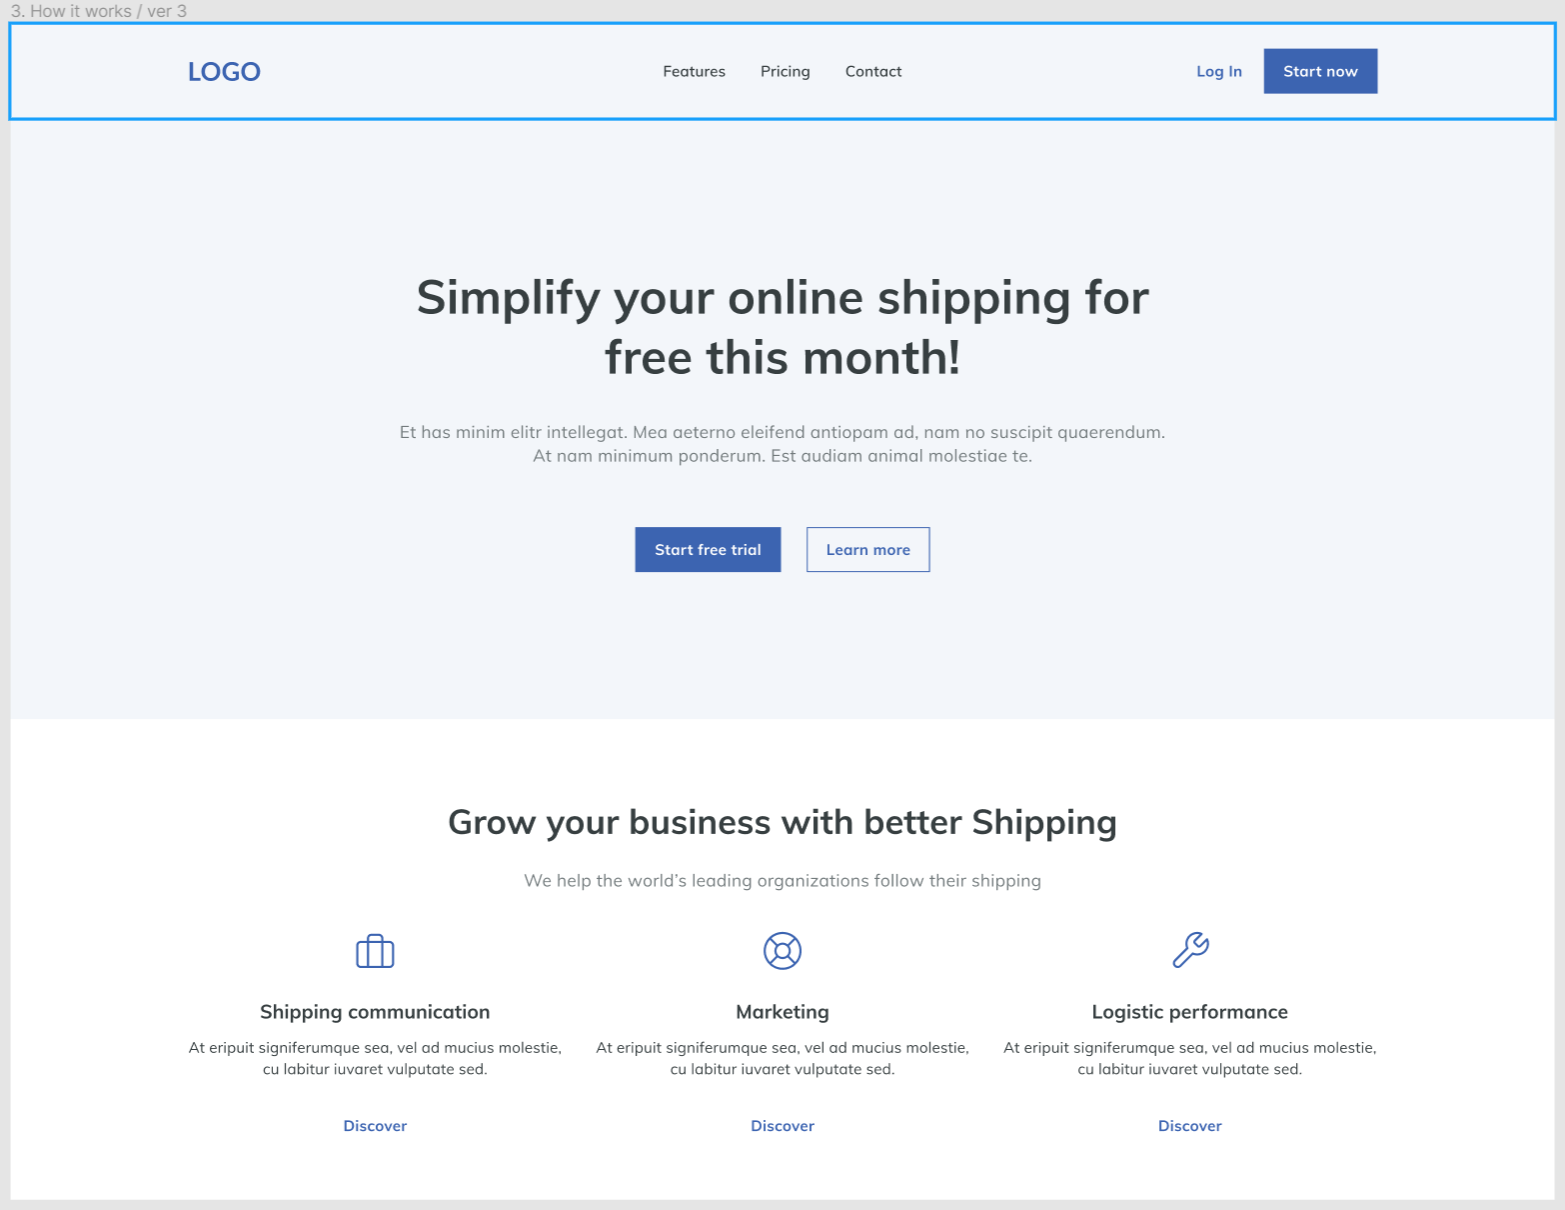 3. How it works / ver 3
LOGO
Features
Pricing
Contact
Log In
Start now
Simplify your online shipping for
free this month!
Et has minim elitr intellegat. Mea aeterno eleifend antiopam ad, nam no suscipit quaerendum.
At nam minimum ponderum. Est audiam animal molestiae te.
Start free trial
Learn more
Grow your business with better Shipping
We help the world’s leading organizations follow their shipping
Shipping communication
At eripuit signiferumque sea, vel ad mucius molestie,
cu labitur iuvaret vulputate sed.
Discover
Marketing
At eripuit signiferumque sea, vel ad mucius molestie,
cu labitur iuvaret vulputate sed.
Discover
Logistic performance
At eripuit signiferumque sea, vel ad mucius molestie,
cu labitur iuvaret vulputate sed.
Discover